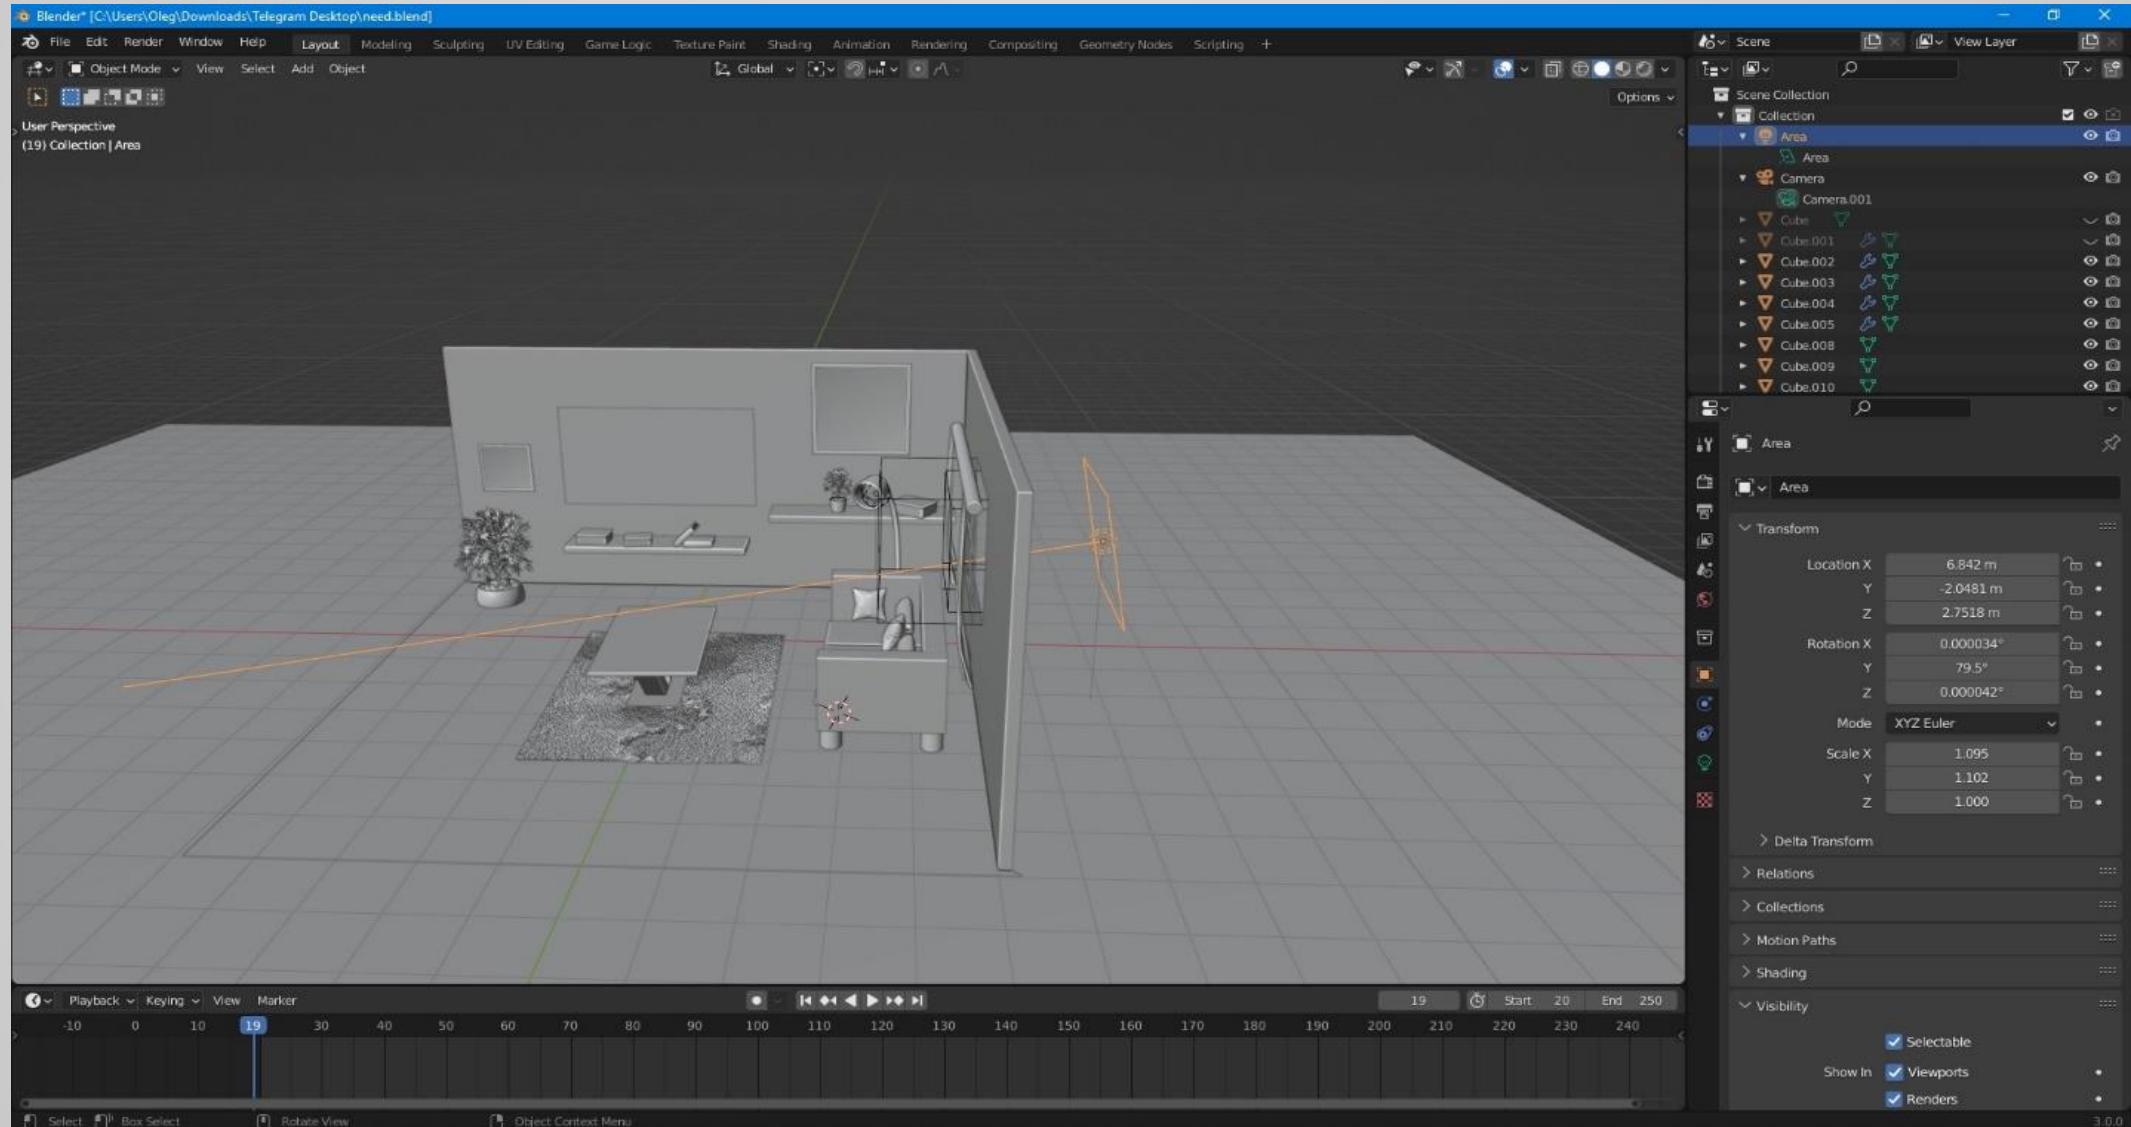 Blender* [C:\Users\Oleg\Downloads\Telegram Desktop\need.blend]
File Edit Render Window Help Layout Modeling Sculpting UV Editing Game Logic Texture Paint Shading Animation Rendering Compositing Geometry Nodes Scripting + Scene View Layer
Object Mode View Select Add Object Global
Options
User Perspective
(19) Collection | Area
Scene Collection
Collection
Area
Area
Camera
Camera.001
Cube
Cube.001
Cube.002
Cube.003
Cube.004
Cube.005
Cube.008
Cube.009
Cube.010
Area
Area
Transform
Location X 6.842 m
Y -2.0481 m
Z 2.7518 m
Rotation X 0.000034°
Y 79.5°
Z 0.000042°
Mode XYZ Euler
Scale X 1.095
Y 1.102
Z 1.000
Delta Transform
Relations
Collections
Motion Paths
Shading
Visibility
Selectable
Show In Viewports
Renders
Playback Keying View Marker 19 Start 20 End 250
-10 0 10 19 30 40 50 60 70 80 90 100 110 120 130 140 150 160 170 180 190 200 210 220 230 240
Select Box Select Rotate View Object Context Menu 3.0.0